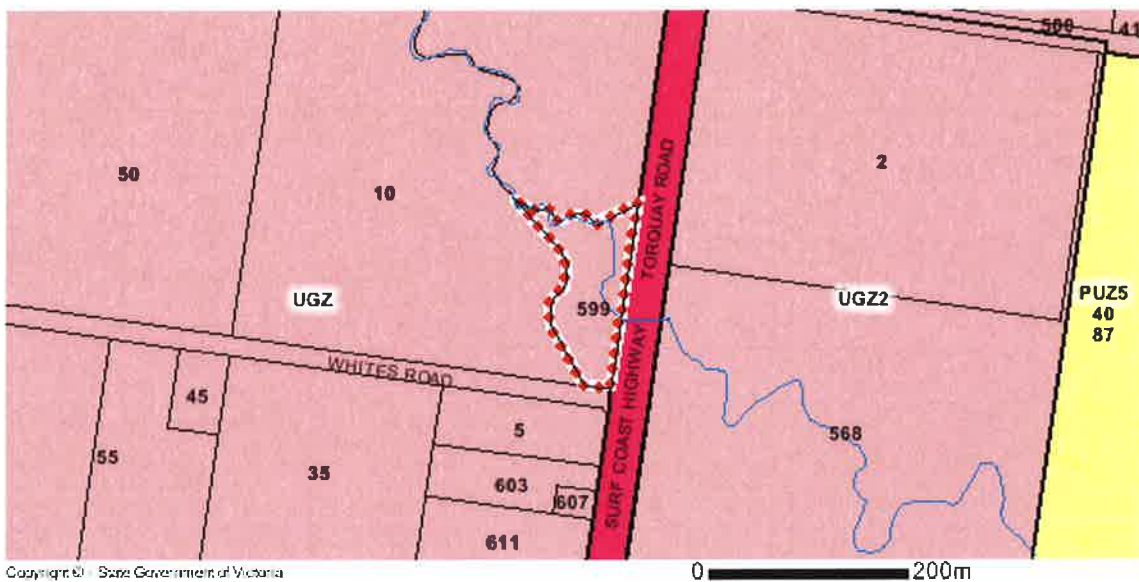 500
41
50
10
2
TORQUAY ROAD
UGZ
599
UGZ2
PUZ5
40
87
WHITES ROAD
SURF COAST HIGHWAY
45
5
568
55
35
603
607
611
Copyright © - State Government of Victoria
0
200m